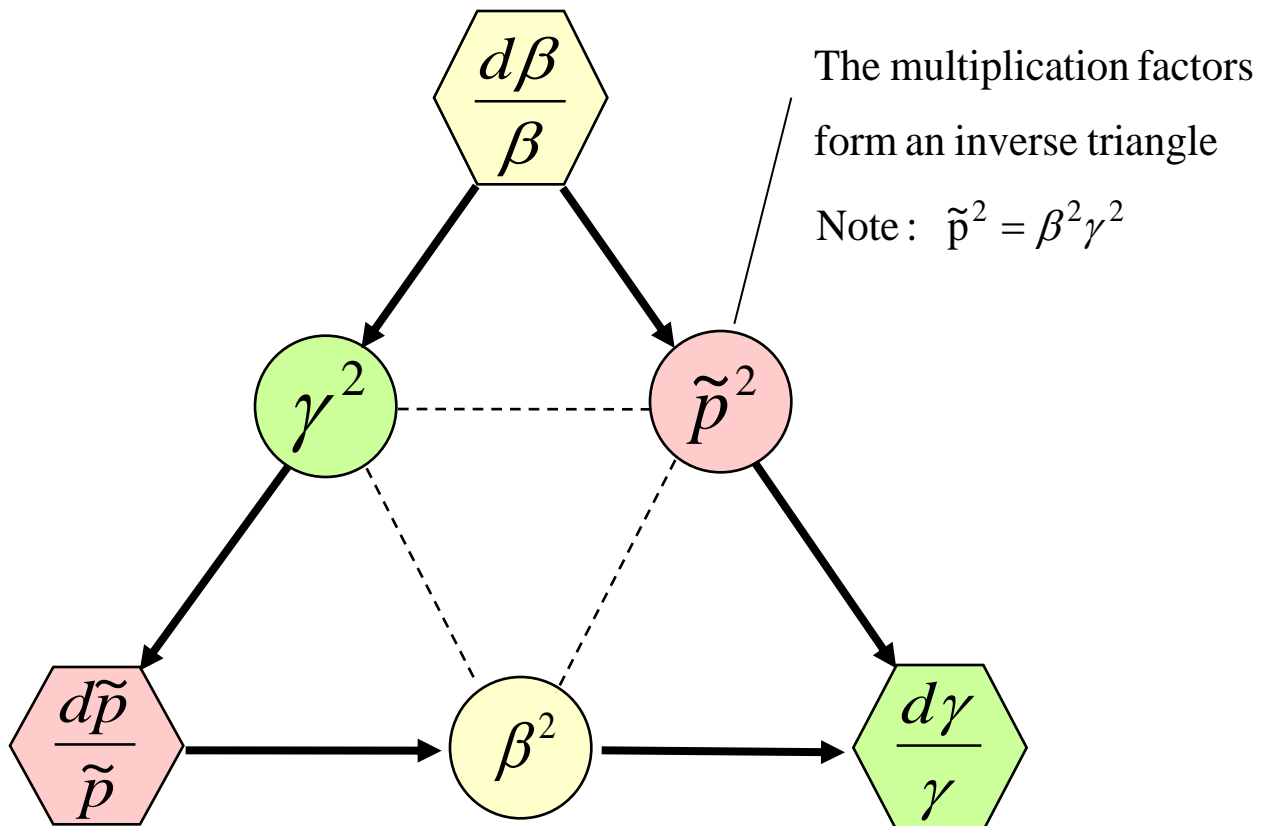 dβ/β
The multiplication factors
form an inverse triangle
Note : p̃² = β²γ²
γ²
p̃²
dp̃/p̃
β²
dγ/γ